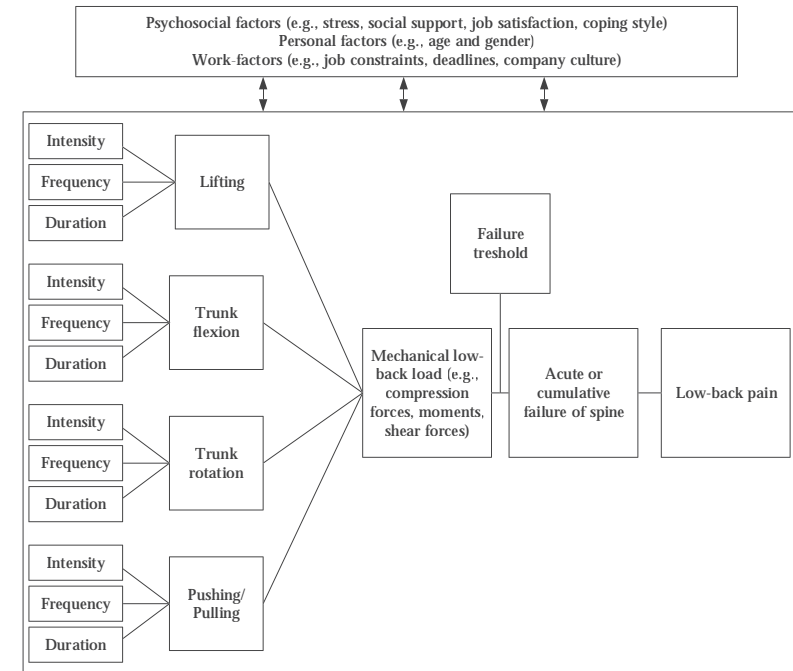 Psychosocial factors (e.g., stress, social support, job satisfaction, coping style)
Personal factors (e.g., age and gender)
Work-factors (e.g., job constraints, deadlines, company culture)
Intensity
Frequency
Duration
Lifting
Intensity
Frequency
Duration
Trunk
flexion
Intensity
Frequency
Duration
Trunk
rotation
Intensity
Frequency
Duration
Pushing/
Pulling
Mechanical low-
back load (e.g.,
compression
forces, moments,
shear forces)
Failure
treshold
Acute or
cumulative
failure of spine
Low-back pain